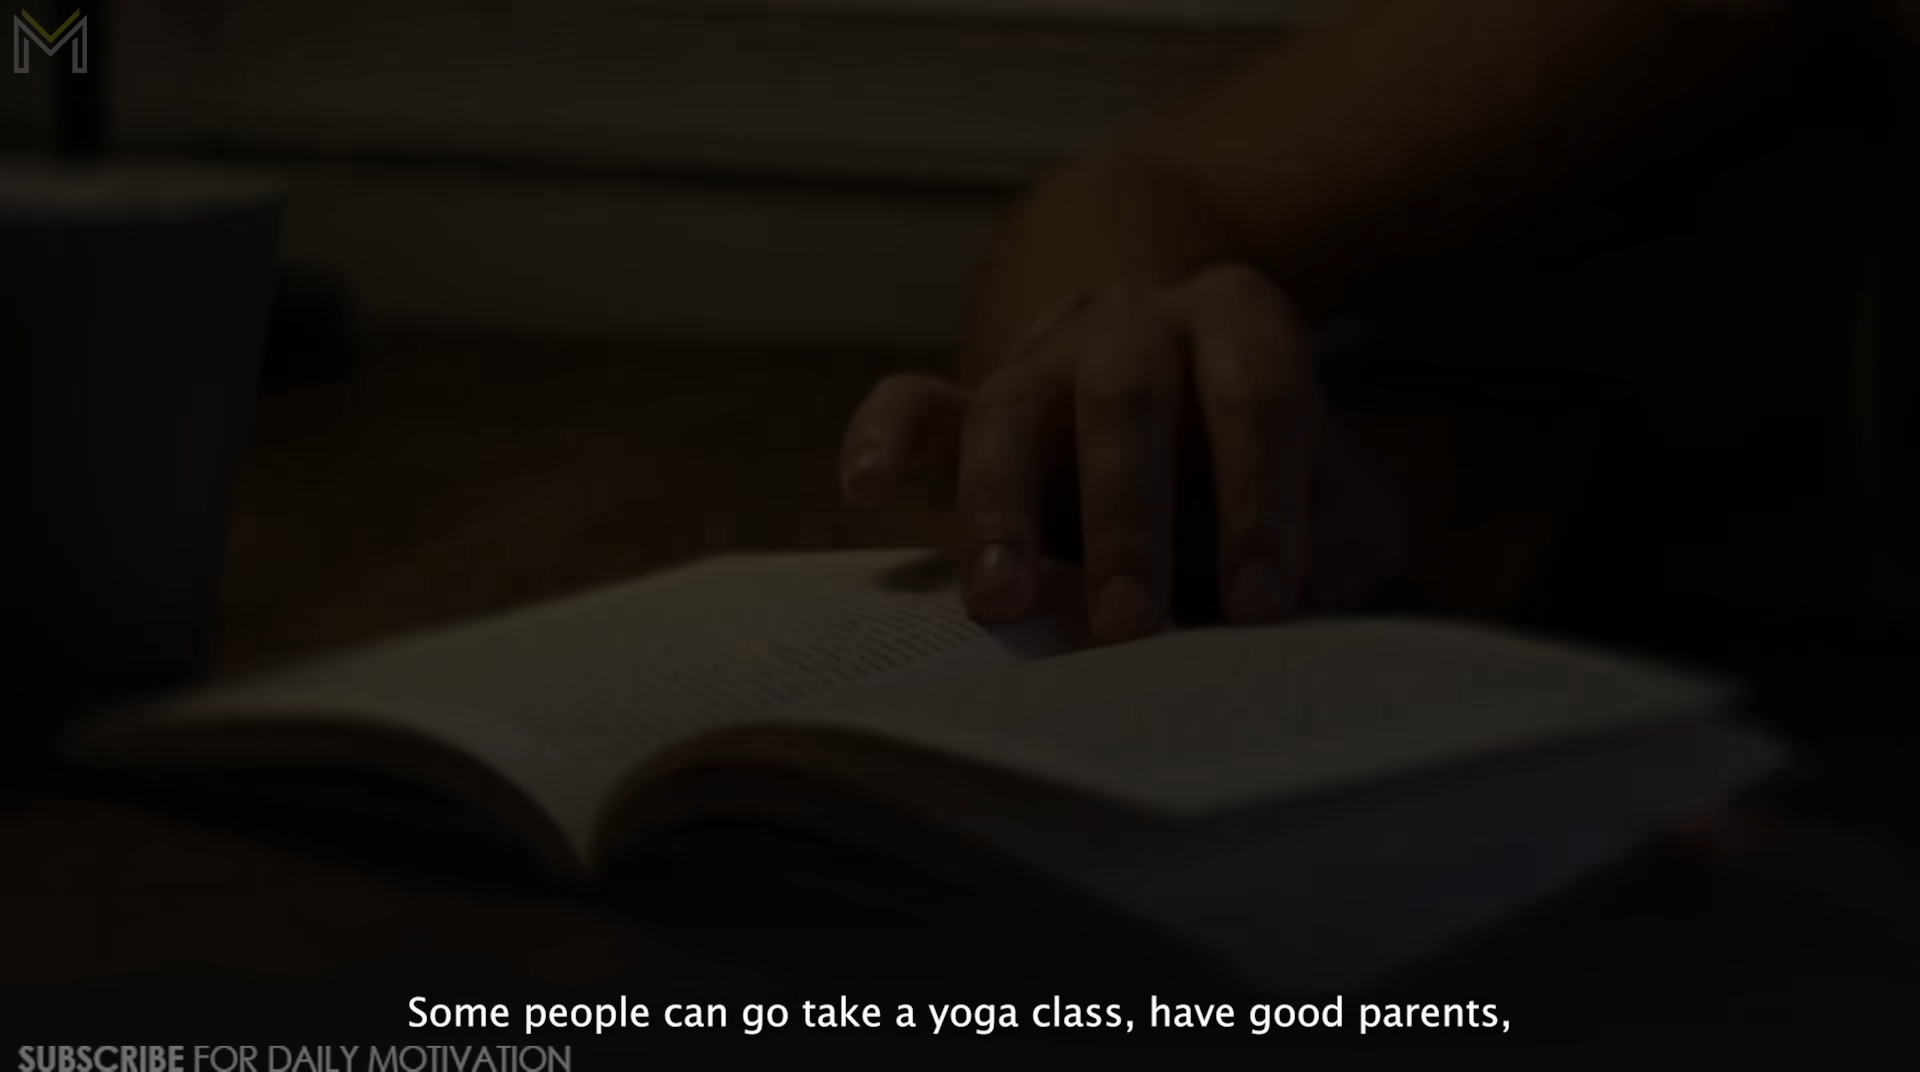 M
Some people can go take a yoga class, have good parents,
SUBSCRIBE FOR DAILY MOTIVATION